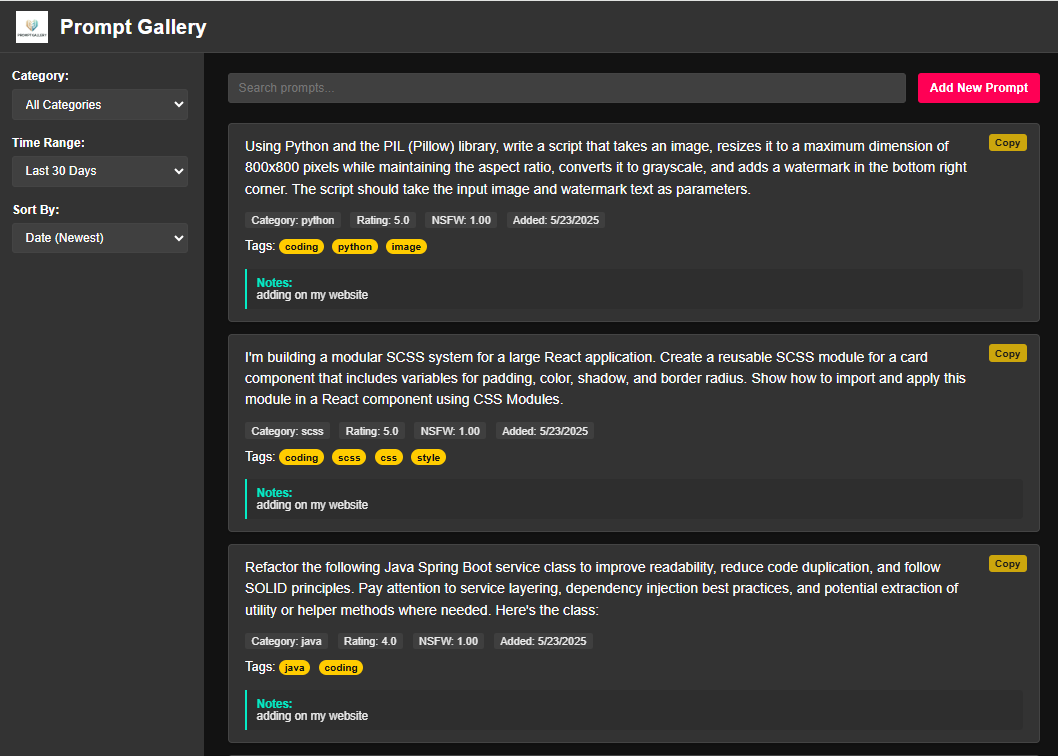 PROMPT GALLERY
Prompt Gallery
Category:
All Categories
Time Range:
Last 30 Days
Sort By:
Date (Newest)
Search prompts...
Add New Prompt
Using Python and the PIL (Pillow) library, write a script that takes an image, resizes it to a maximum dimension of
800x800 pixels while maintaining the aspect ratio, converts it to grayscale, and adds a watermark in the bottom right
corner. The script should take the input image and watermark text as parameters.
Copy
Category: python Rating: 5.0 NSFW: 1.00 Added: 5/23/2025
Tags: coding python image
Notes:
adding on my website
I'm building a modular SCSS system for a large React application. Create a reusable SCSS module for a card
component that includes variables for padding, color, shadow, and border radius. Show how to import and apply this
module in a React component using CSS Modules.
Copy
Category: scss Rating: 5.0 NSFW: 1.00 Added: 5/23/2025
Tags: coding scss css style
Notes:
adding on my website
Refactor the following Java Spring Boot service class to improve readability, reduce code duplication, and follow
SOLID principles. Pay attention to service layering, dependency injection best practices, and potential extraction of
utility or helper methods where needed. Here's the class:
Copy
Category: java Rating: 4.0 NSFW: 1.00 Added: 5/23/2025
Tags: java coding
Notes:
adding on my website